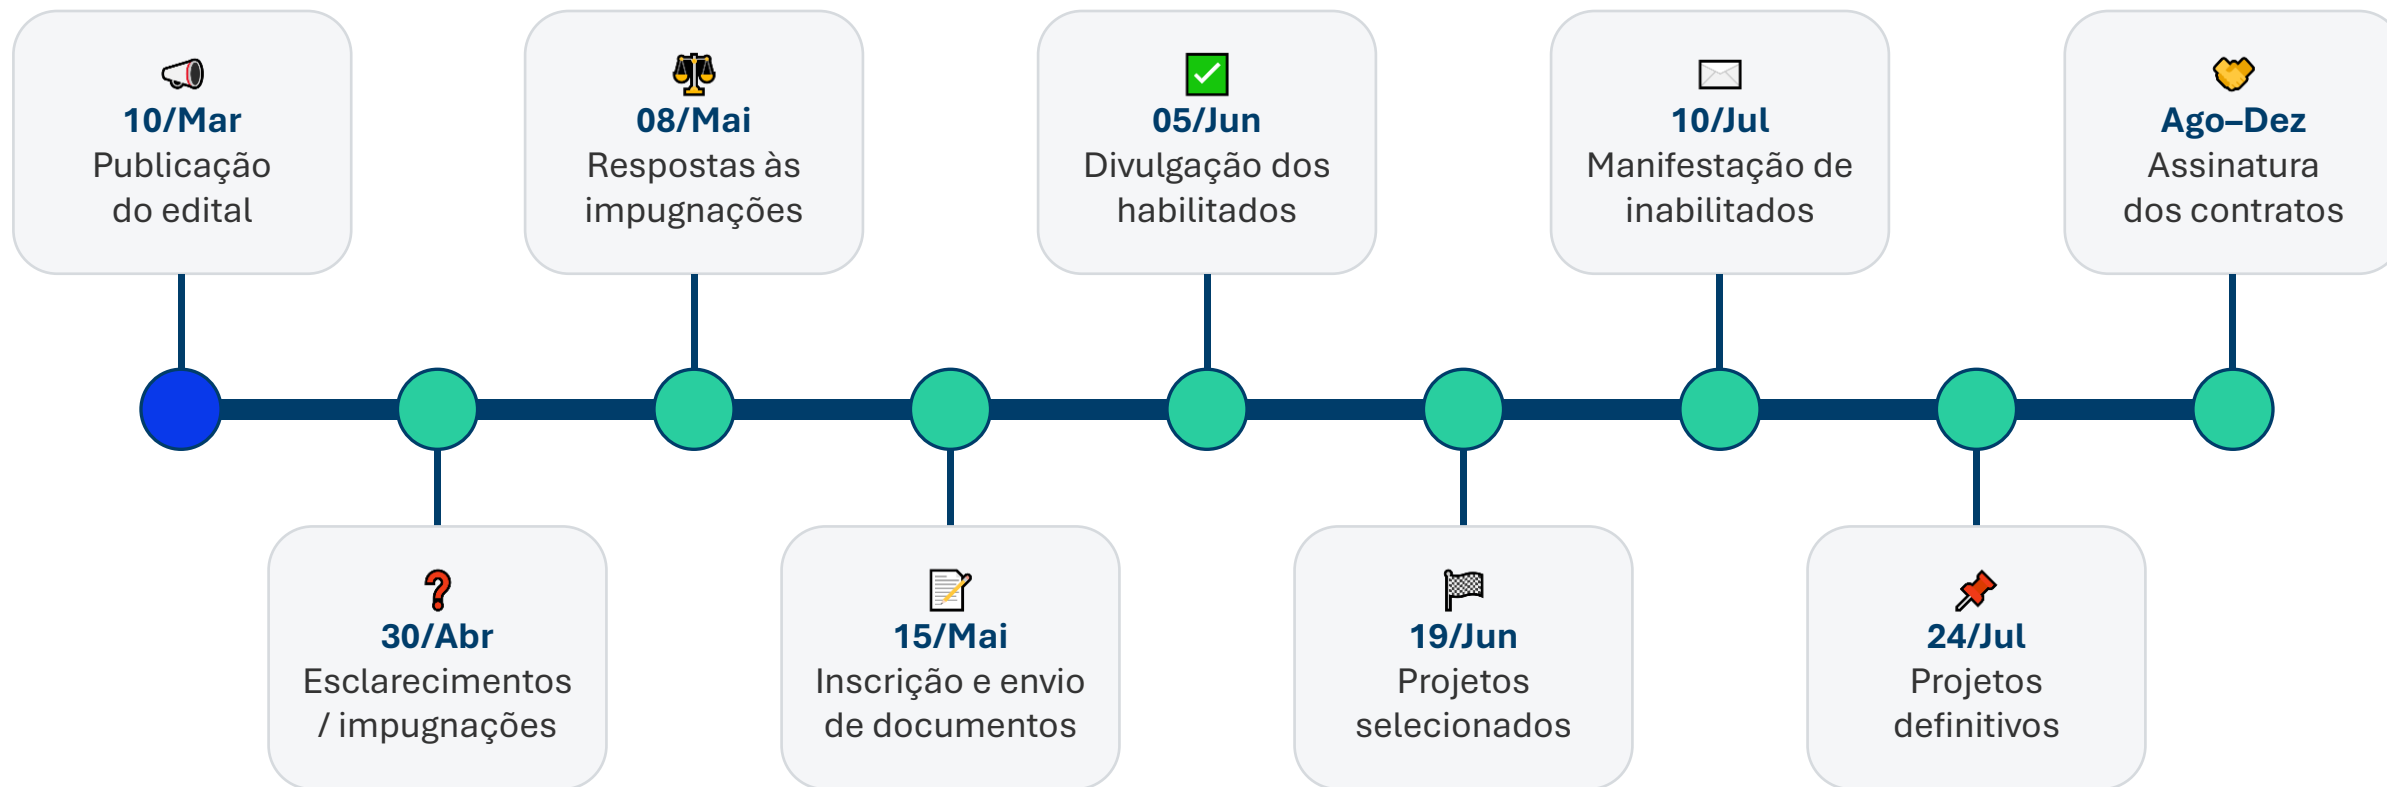 10/Mar
Publicação
do edital
30/Abr
Esclarecimentos
/ impugnações
08/Mai
Respostas às
impugnações
15/Mai
Inscrição e envio
de documentos
05/Jun
Divulgação dos
habilitados
19/Jun
Projetos
selecionados
10/Jul
Manifestação de
inabilitados
24/Jul
Projetos
definitivos
Ago–Dez
Assinatura
dos contratos